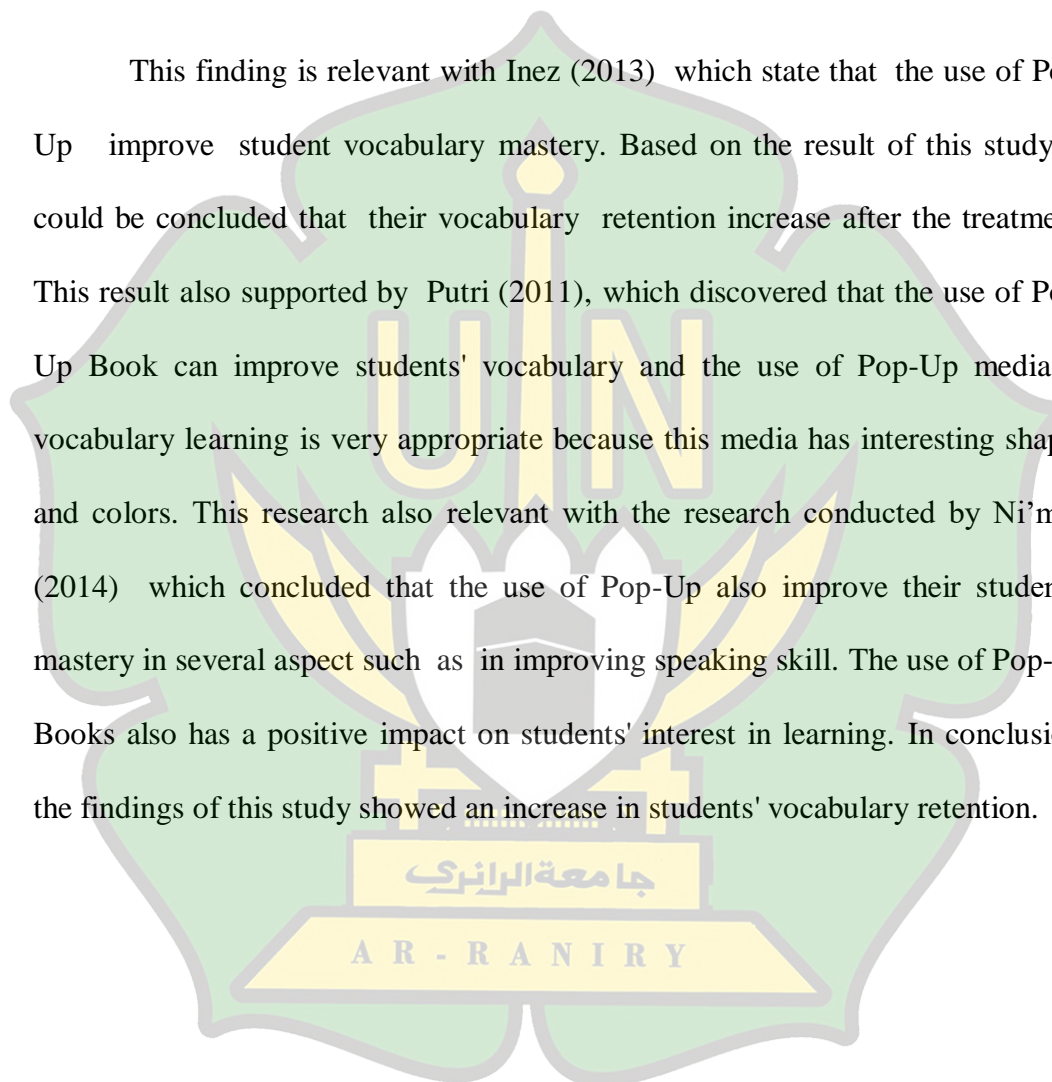 This finding is relevant with Inez (2013) which state that the use of Po
Up improve student vocabulary mastery. Based on the result of this study
could be concluded that their vocabulary retention increase after the treatme
This result also supported by Putri (2011), which discovered that the use of Po
Up Book can improve students' vocabulary and the use of Pop-Up media
vocabulary learning is very appropriate because this media has interesting shap
and colors. This research also relevant with the research conducted by Ni’m
(2014) which concluded that the use of Pop-Up also improve their studen
mastery in several aspect such as in improving speaking skill. The use of Pop-
Books also has a positive impact on students' interest in learning. In conclusi
the findings of this study showed an increase in students' vocabulary retention.
UIN
جامعة الرانري
AR-RANIRY